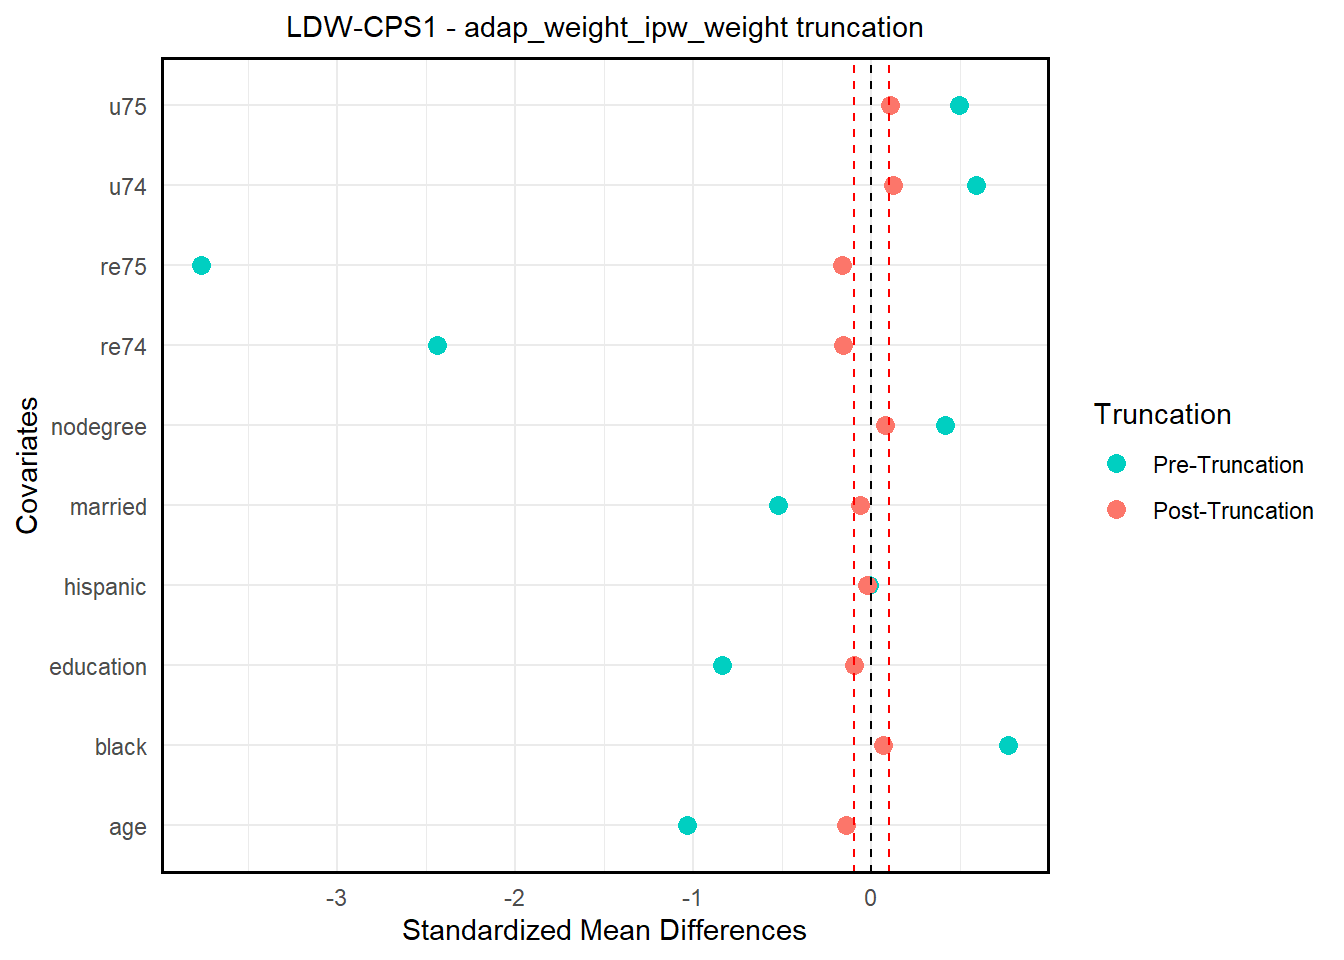 LDW-CPS1 - adap_weight_ipw_weight truncation
u75
u74
re75
re74
nodegree
married
hispanic
education
black
age
Covariates
-3
-2
-1
0
Standardized Mean Differences
Truncation
Pre-Truncation
Post-Truncation